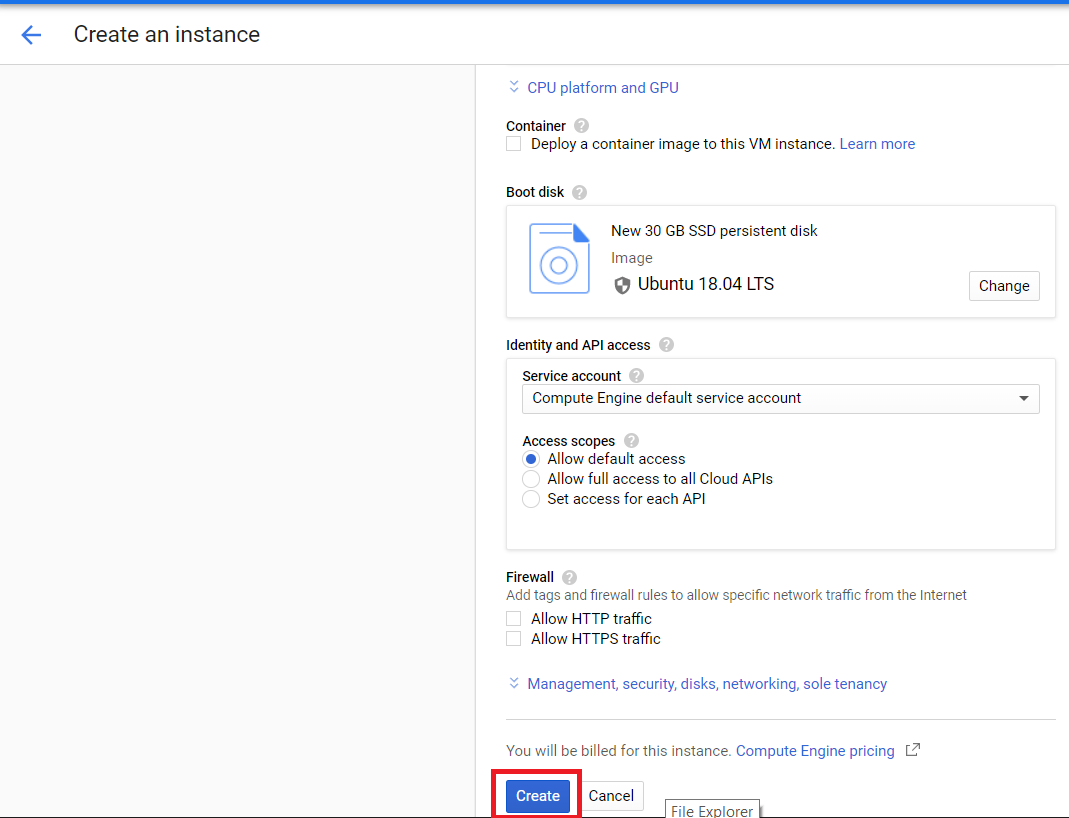 Create an instance
CPU platform and GPU
Container
Deploy a container image to this VM instance. Learn more
Boot disk
New 30 GB SSD persistent disk
Image
Ubuntu 18.04 LTS
Change
Identity and API access
Service account
Compute Engine default service account
Access scopes
Allow default access
Allow full access to all Cloud APIs
Set access for each API
Firewall
Add tags and firewall rules to allow specific network traffic from the Internet
Allow HTTP traffic
Allow HTTPS traffic
Management, security, disks, networking, sole tenancy
You will be billed for this instance. Compute Engine pricing
Create Cancel
File Explorer